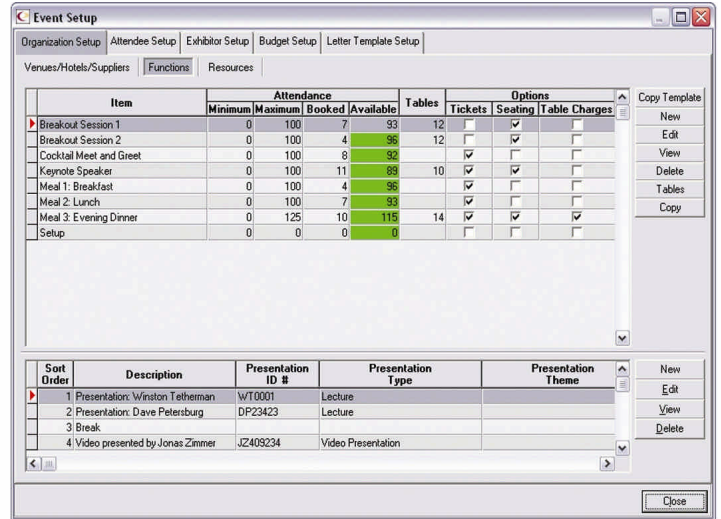 Event Setup
Organization Setup Attendee Setup Exhibitor Setup Budget Setup Letter Template Setup
Venues/Hotels/Suppliers Functions Resources
Item Attendance Tables Options
Minimum Maximum Booked Available Tickets Seating Table Charges
Breakout Session 1 0 100 7 93 12
Breakout Session 2 0 100 4 96 12
Cocktail Meet and Greet 0 100 8 92
Keynote Speaker 0 100 11 89 10
Meal 1: Breakfast 0 100 4 96
Meal 2: Lunch 0 100 7 93
Meal 3: Evening Dinner 0 125 10 115 14
Setup 0 0 0 0
Copy Template
New
Edit
View
Delete
Tables
Copy
Sort Order Description Presentation ID # Presentation Type Presentation Theme
1 Presentation: Winston Tetherman WT0001 Lecture
2 Presentation: Dave Petersburg DP23423 Lecture
3 Break
4 Video presented by Jonas Zimmer JZ409234 Video Presentation
New
Edit
View
Delete
Close